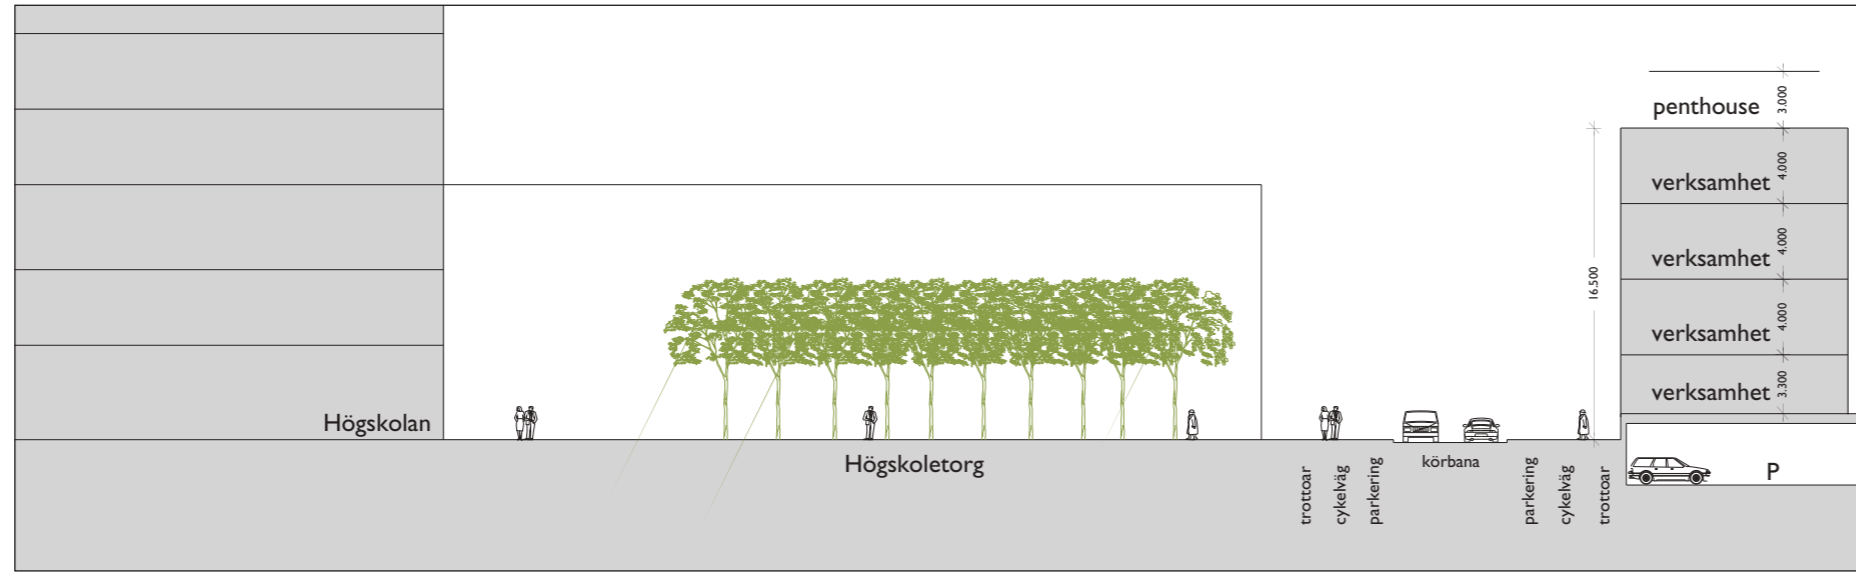 penthouse
3.000
verksamhet
4.000
verksamhet
4.000
verksamhet
4.000
verksamhet
3.300
16.500
Högskolan
Högskoletorg
trottoar
cykelväg
parkering
körbana
parkering
cykelväg
trottoar
P